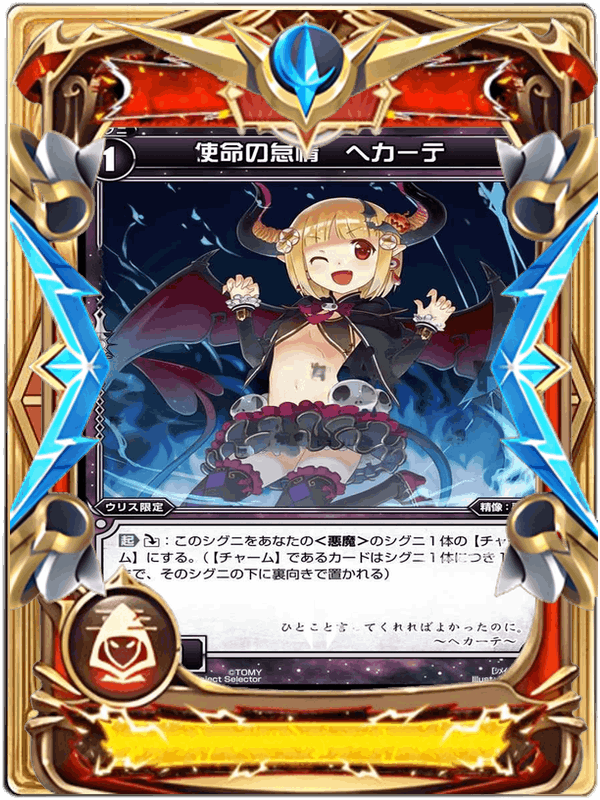 1
使命の怠惰 ヘカーテ
ウリス限定
精像:
起 :このシグニをあなたの<悪魔>のシグニ1体の【チャー
ム】にする。(【チャーム】であるカードはシグニ1体につき1
で、そのシグニの下に裏向きで置かれる)
ひとこと言 てくれればよかったのに。
~ヘカーテ~
©TOMY
lect Selector
Illust